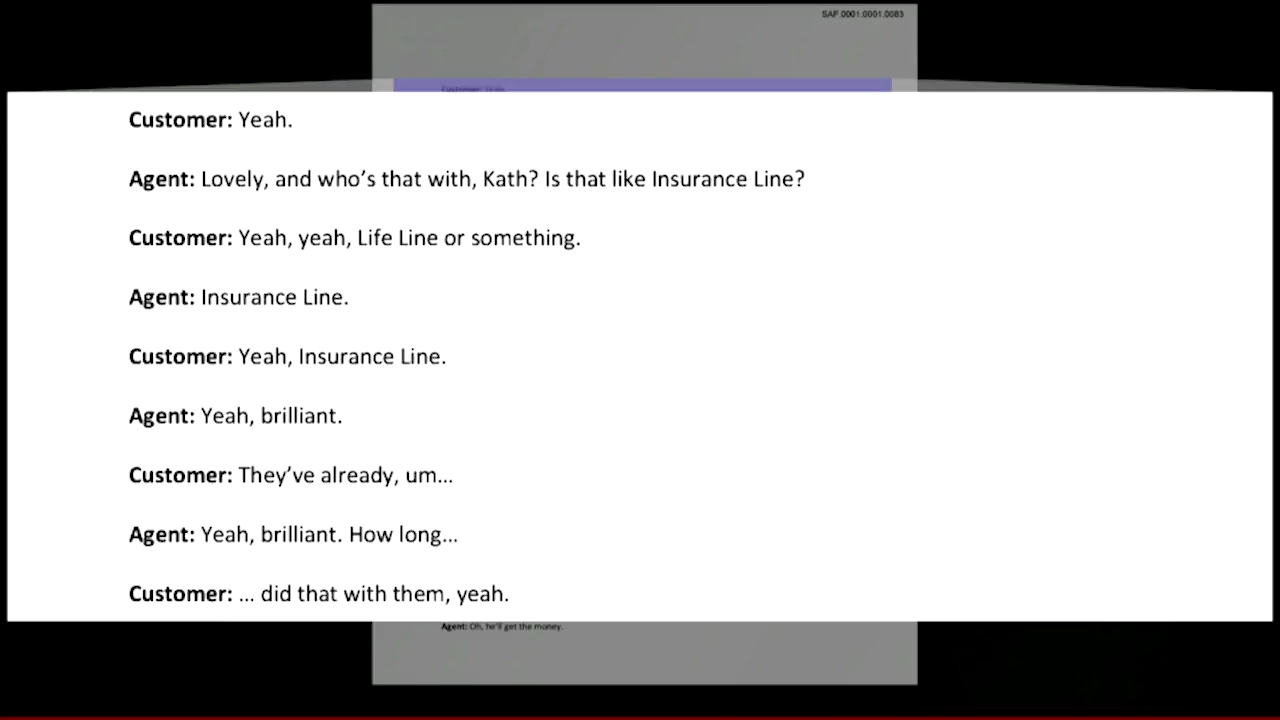 SAF.0001.0001.0083
Customer: Yeah.
Customer: Yeah.
Agent: Lovely, and who’s that with, Kath? Is that like Insurance Line?
Customer: Yeah, yeah, Life Line or something.
Agent: Insurance Line.
Customer: Yeah, Insurance Line.
Agent: Yeah, brilliant.
Customer: They’ve already, um…
Agent: Yeah, brilliant. How long…
Customer: … did that with them, yeah.
Agent: Oh, he’ll get the money.